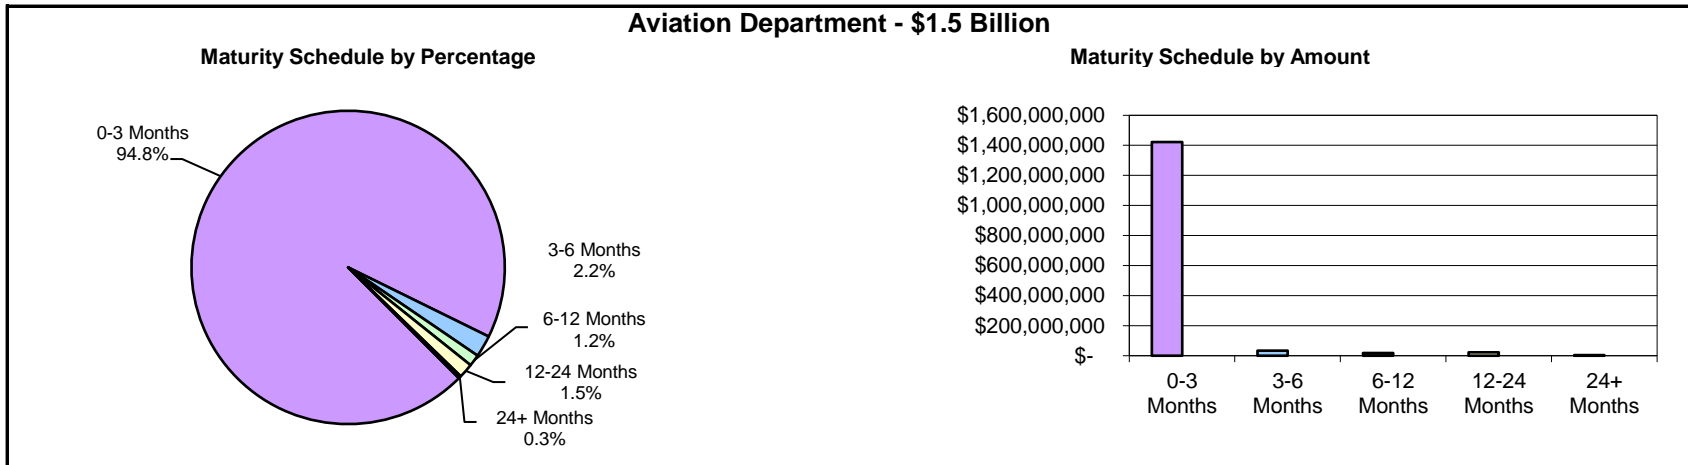 Aviation Department - $1.5 Billion
Maturity Schedule by Percentage
0-3 Months
94.8%
3-6 Months
2.2%
6-12 Months
1.2%
12-24 Months
1.5%
24+ Months
0.3%
Maturity Schedule by Amount
$1,600,000,000
$1,400,000,000
$1,200,000,000
$1,000,000,000
$800,000,000
$600,000,000
$400,000,000
$200,000,000
$-
0-3
Months
3-6
Months
6-12
Months
12-24
Months
24+
Months